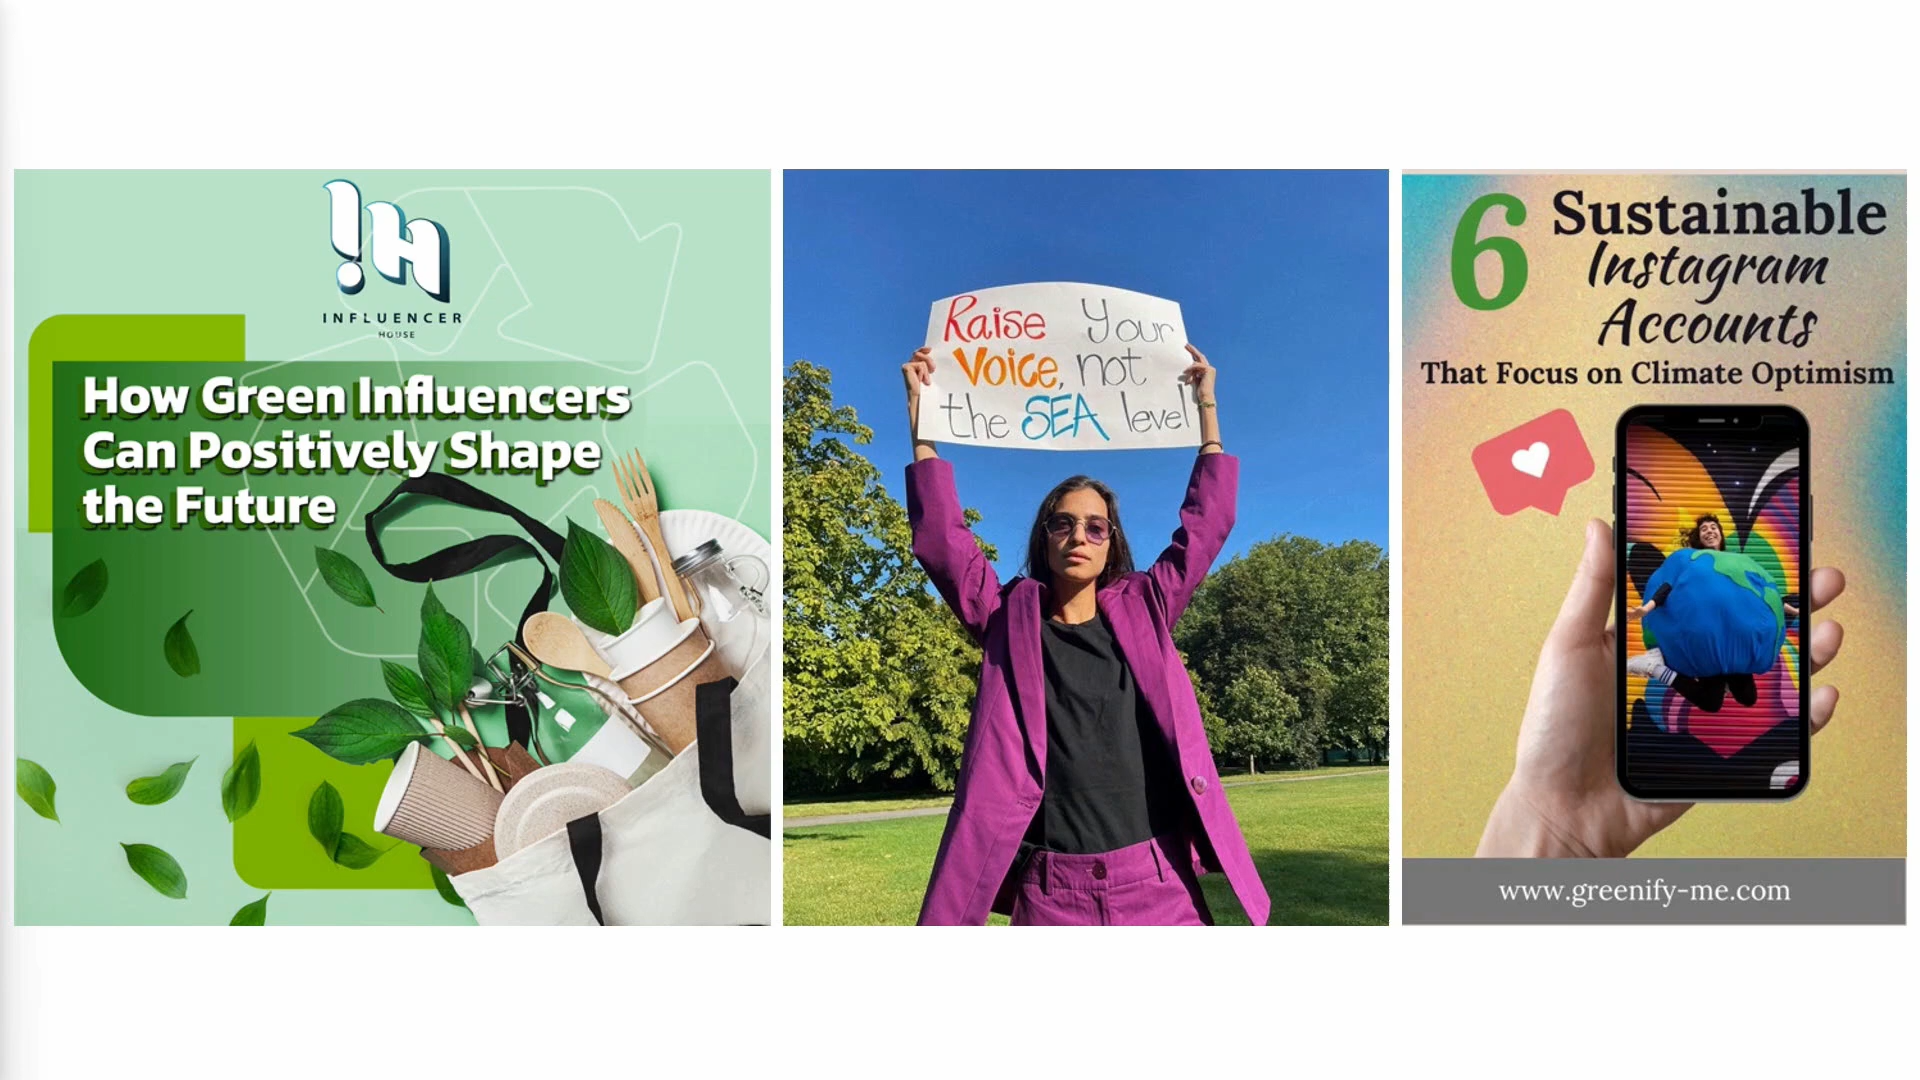 !H
INFLUENCER
HOUSE
How Green Influencers
Can Positively Shape
the Future
Raise Your
Voice, not
the SEA level
6 Sustainable
Instagram
Accounts
That Focus on Climate Optimism
www.greenify-me.com